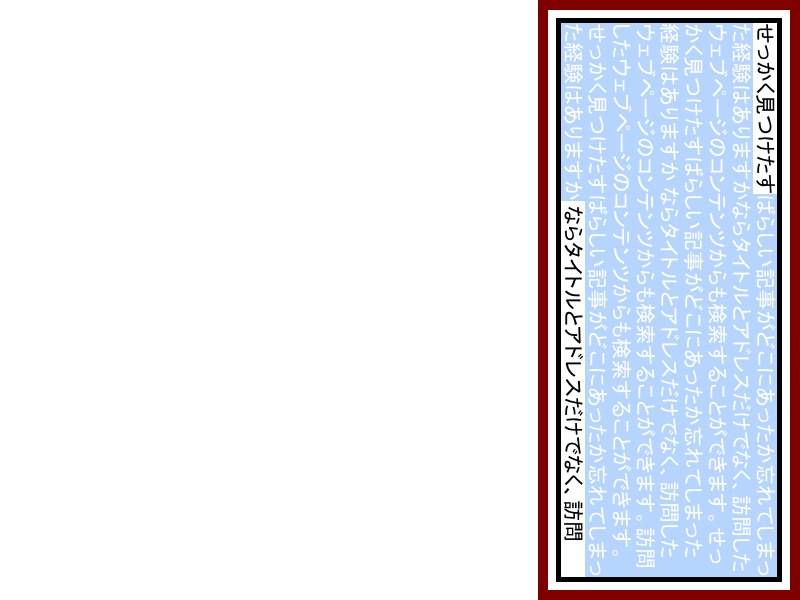 せっかく見つけたすばらしい記事がどこにあったか忘れてしまっ
た経験はありますかならタイトルとアドレスだけでなく、訪問した
ウェブページのコンテンツからも検索することができます。せっ
かく見つけたすばらしい記事がどこにあったか忘れてしまった
経験はありますか ならタイトルとアドレスだけでなく、訪問した
ウェブページのコンテンツからも検索することができます。訪問
したウェブページのコンテンツからも検索することができます。
せっかく見つけたすばらしい記事がどこにあったか忘れてしまっ
た経験はありますか ならタイトルとアドレスだけでなく、訪問